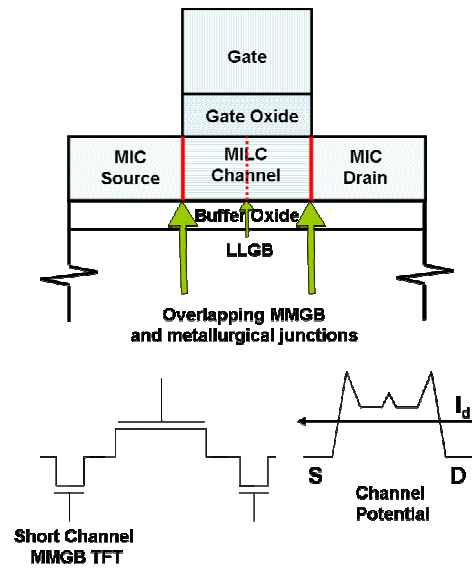 Gate
Gate Oxide
MIC
Source
MILC
Channel
MIC
Drain
Buffer Oxide
LLGB
Overlapping MMGB
and metallurgical junctions
Id
S
D
Channel
Potential
Short Channel
MMGB TFT